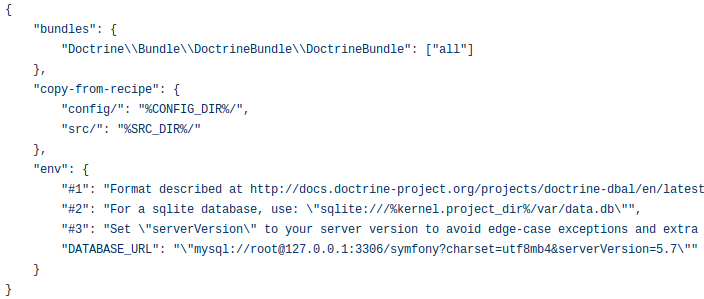 {
    "bundles": {
        "Doctrine\\Bundle\\DoctrineBundle\\DoctrineBundle": ["all"]
    },
    "copy-from-recipe": {
        "config/": "%CONFIG_DIR%/",
        "src/": "%SRC_DIR%/"
    },
    "env": {
        "#1": "Format described at http://docs.doctrine-project.org/projects/doctrine-dbal/en/latest
        "#2": "For a sqlite database, use: \"sqlite:///%kernel.project_dir%/var/data.db\"",
        "#3": "Set \"serverVersion\" to your server version to avoid edge-case exceptions and extra
        "DATABASE_URL": "\"mysql://root@127.0.0.1:3306/symfony?charset=utf8mb4&serverVersion=5.7\""
    }
}